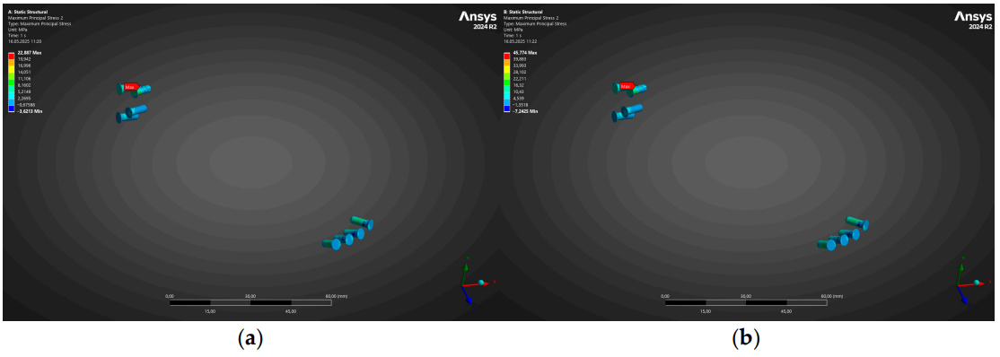 A: Static Structural
Maximum Principal Stress 2
Type: Maximum Principal Stress
Unit: MPa
Time: 1 s
16.05.2025 11:20
22,887 Max
19,942
16,996
14,051
11,106
8,1602
5,2149
2,2695
-0,67588
-3,6213 Min
Ansys
2024 R2
Max
0,00
30,00
60,00 (mm)
15,00
45,00
B: Static Structural
Maximum Principal Stress 2
Type: Maximum Principal Stress
Unit: MPa
Time: 1 s
16.05.2025 11:22
45,774 Max
39,883
33,993
28,102
22,211
16,32
10,43
4,539
-1,3518
-7,2425 Min
Ansys
2024 R2
Max
0,00
30,00
60,00 (mm)
15,00
45,00
(a)
(b)